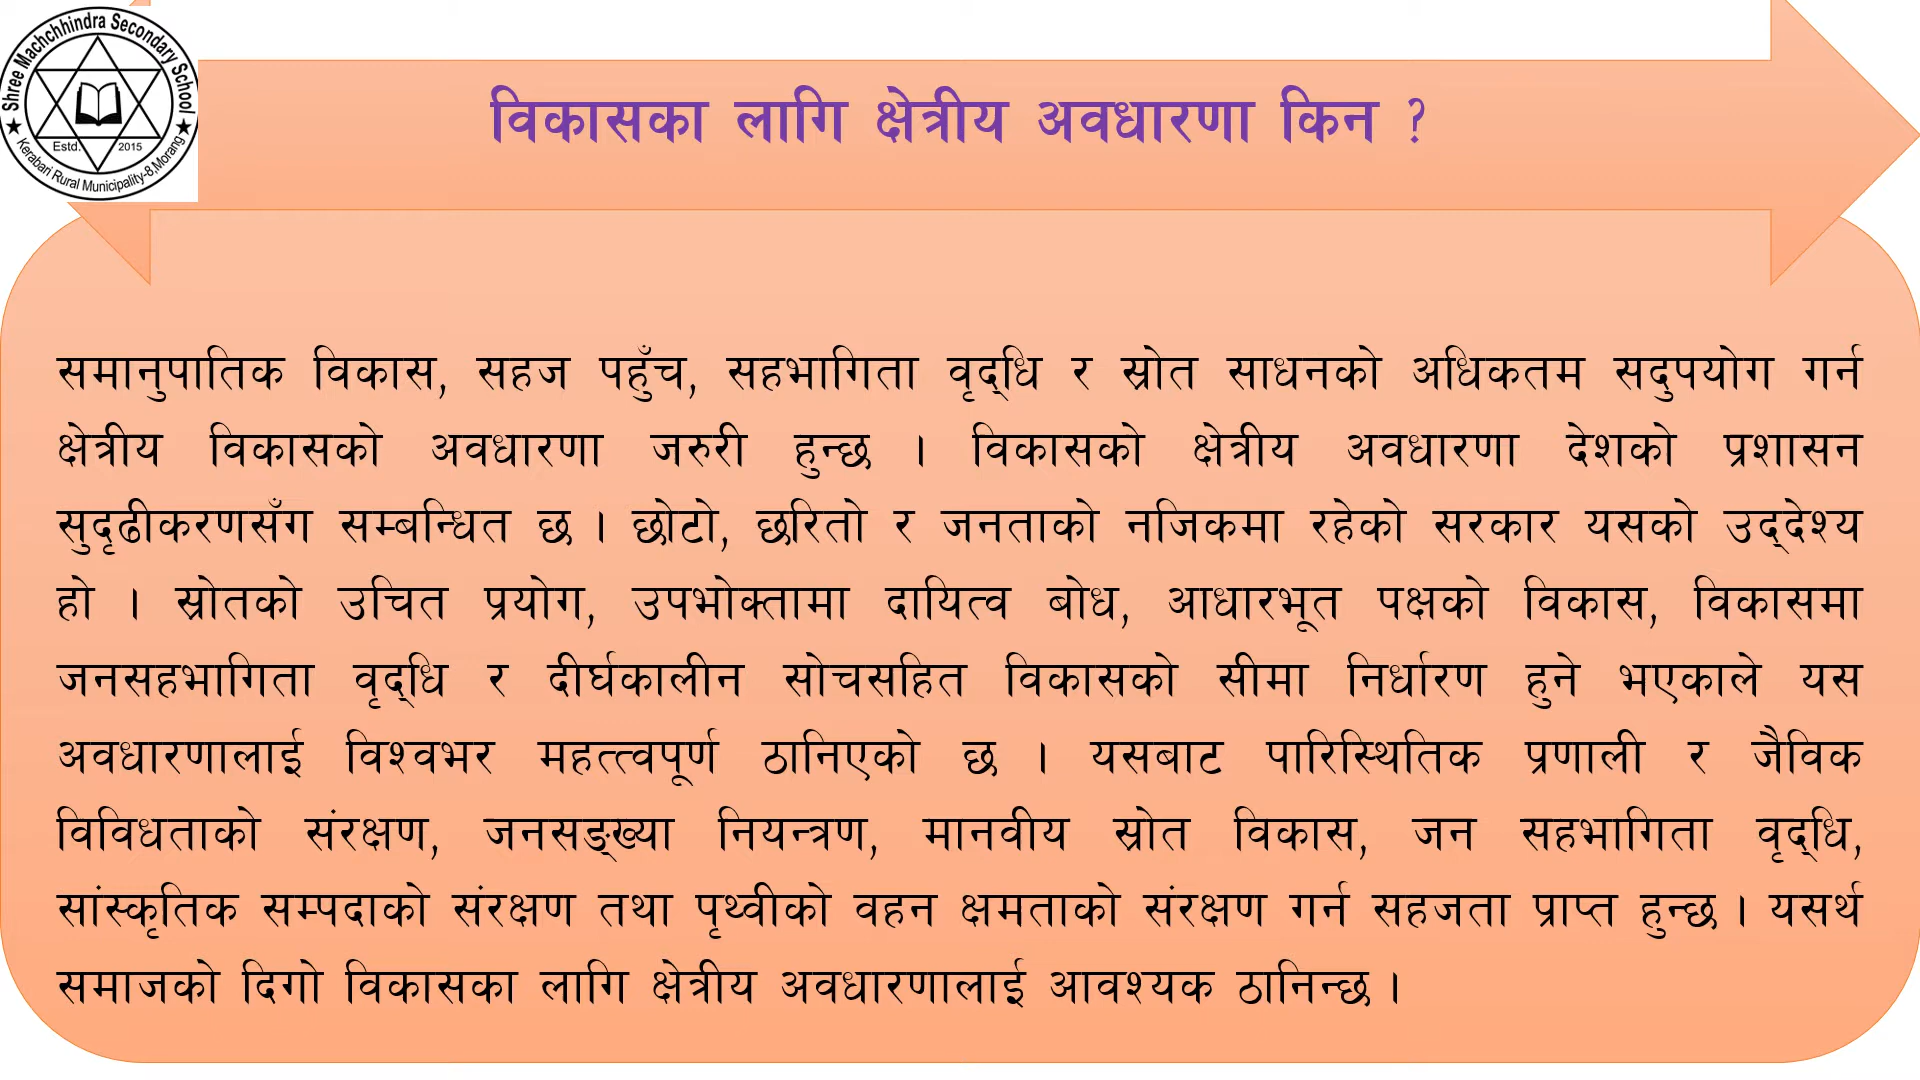 Shree Machchhindra Secondary School
Estd. 2015
Kerabari Rural Municipality-8,Morang
विकासका लागि क्षेत्रीय अवधारणा किन ?
समानुपातिक विकास, सहज पहुँच, सहभागिता वृद्‌धि र स्रोत साधनको अधिकतम सदुपयोग गर्न
क्षेत्रीय विकासको अवधारणा जरुरी हुन्छ । विकासको क्षेत्रीय अवधारणा देशको प्रशासन
सुदृढीकरणसँग सम्बन्धित छ । छोटो, छरितो र जनताको नजिकमा रहेको सरकार यसको उद्‌देश्य
हो । स्रोतको उचित प्रयोग, उपभोक्तामा दायित्व बोध, आधारभूत पक्षको विकास, विकासमा
जनसहभागिता वृद्‌धि र दीर्घकालीन सोचसहित विकासको सीमा निर्धारण हुने भएकाले यस
अवधारणालाई विश्वभर महत्त्वपूर्ण ठानिएको छ । यसबाट पारिस्थितिक प्रणाली र जैविक
विविधताको संरक्षण, जनसङ्ख्या नियन्त्रण, मानवीय स्रोत विकास, जन सहभागिता वृद्‌धि,
सांस्कृतिक सम्पदाको संरक्षण तथा पृथ्वीको वहन क्षमताको संरक्षण गर्न सहजता प्राप्त हुन्छ । यसर्थ
समाजको दिगो विकासका लागि क्षेत्रीय अवधारणालाई आवश्यक ठानिन्छ ।